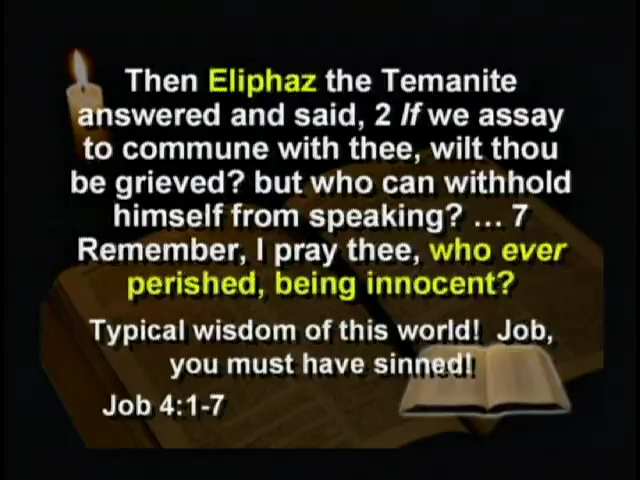 Then Eliphaz the Temanite
answered and said, 2 If we assay
to commune with thee, wilt thou
be grieved? but who can withhold
himself from speaking? … 7
Remember, I pray thee, who ever
perished, being innocent?
Typical wisdom of this world!  Job,
you must have sinned!
Job 4:1-7